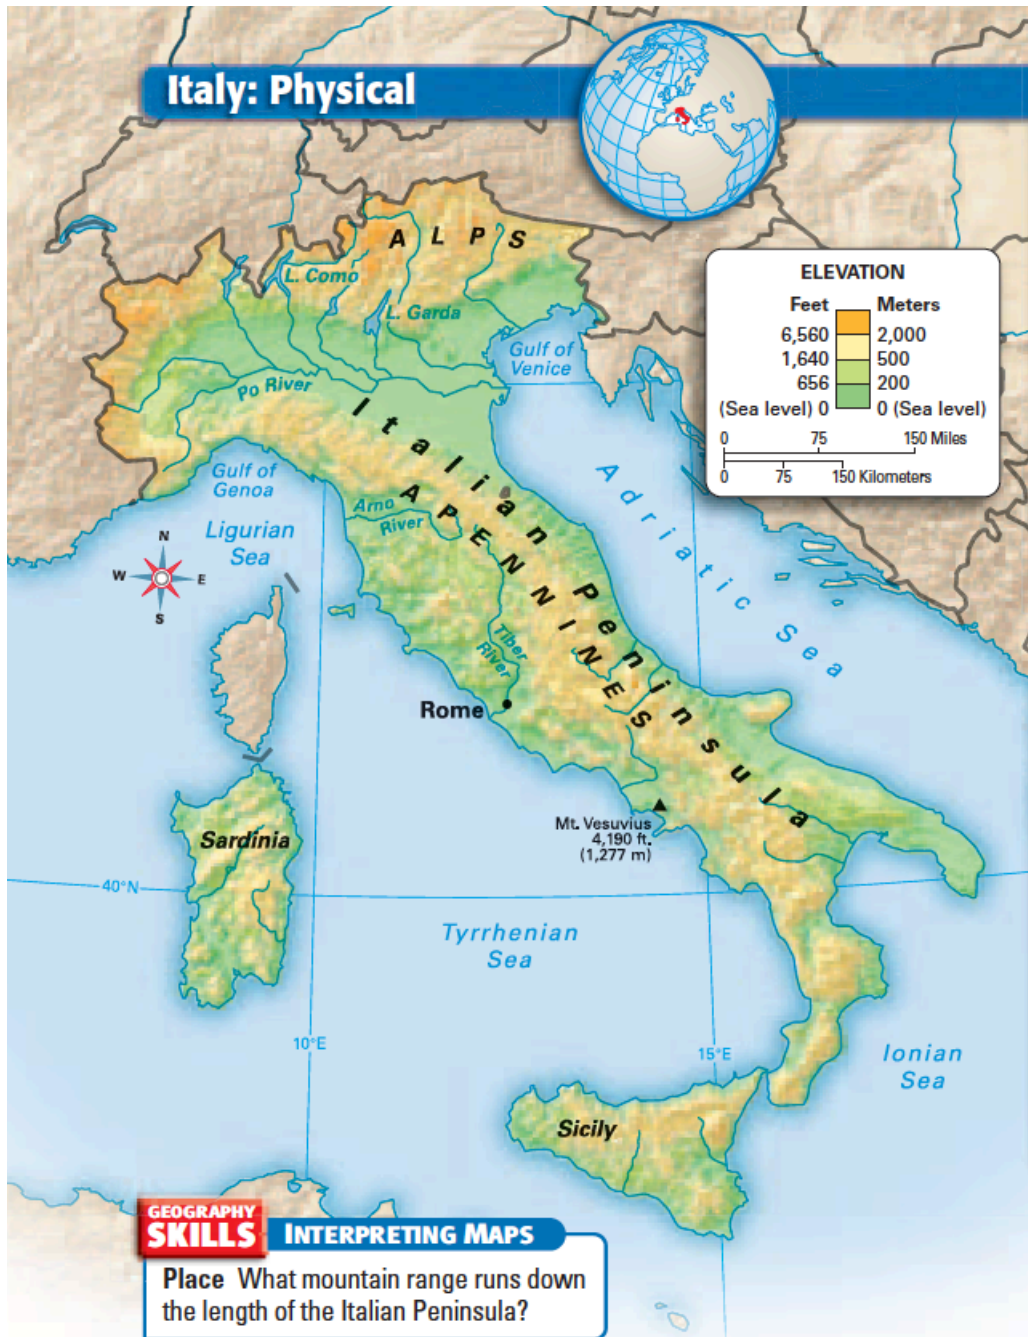 Italy: Physical
ALPS
L. Como
L. Garda
Gulf of
Venice
Po River
ELEVATION
Feet Meters
6,560 2,000
1,640 500
656 200
(Sea level) 0 0 (Sea level)
0 75 150 Miles
0 75 150 Kilometers
Italian Peninsula
APENNINES
Gulf of
Genoa
Ligurian
Sea
Arno
River
Adriatic Sea
N
W E
S
Tiber
River
Rome
Mt. Vesuvius
4,190 ft.
(1,277 m)
Sardinia
40°N
Tyrrhenian
Sea
10°E
15°E
Ionian
Sea
Sicily
GEOGRAPHY
SKILLS
INTERPRETING MAPS
Place What mountain range runs down
the length of the Italian Peninsula?